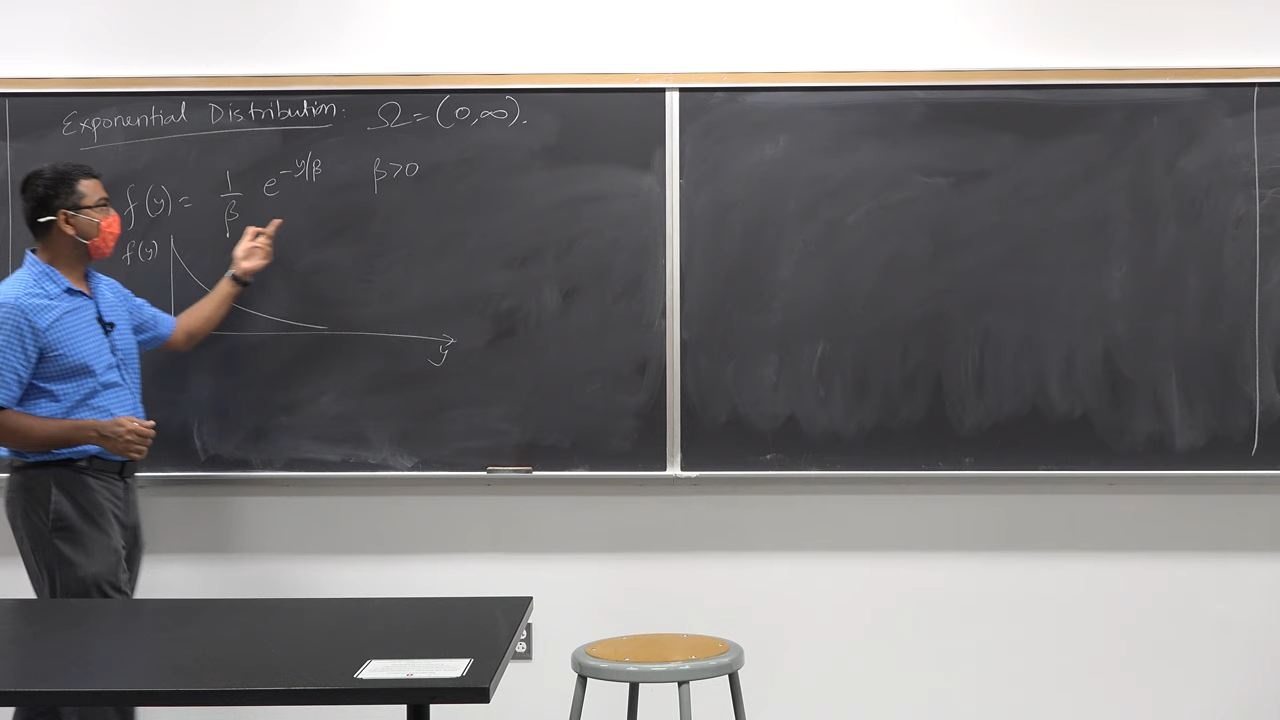 Exponential Distribution: Ω = (0,∞).
f(y) = 1/β e^{-y/β} β>0
f(y)
y